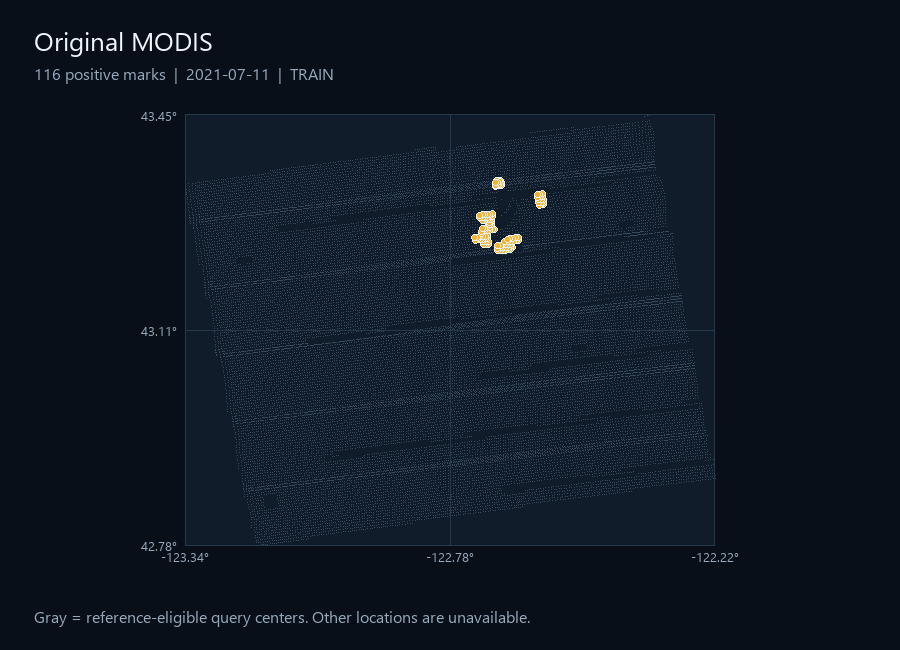 Original MODIS
116 positive marks | 2021-07-11 | TRAIN
43.45°
43.11°
42.78°
-123.34°
-122.78°
-122.22°
Gray = reference-eligible query centers. Other locations are unavailable.